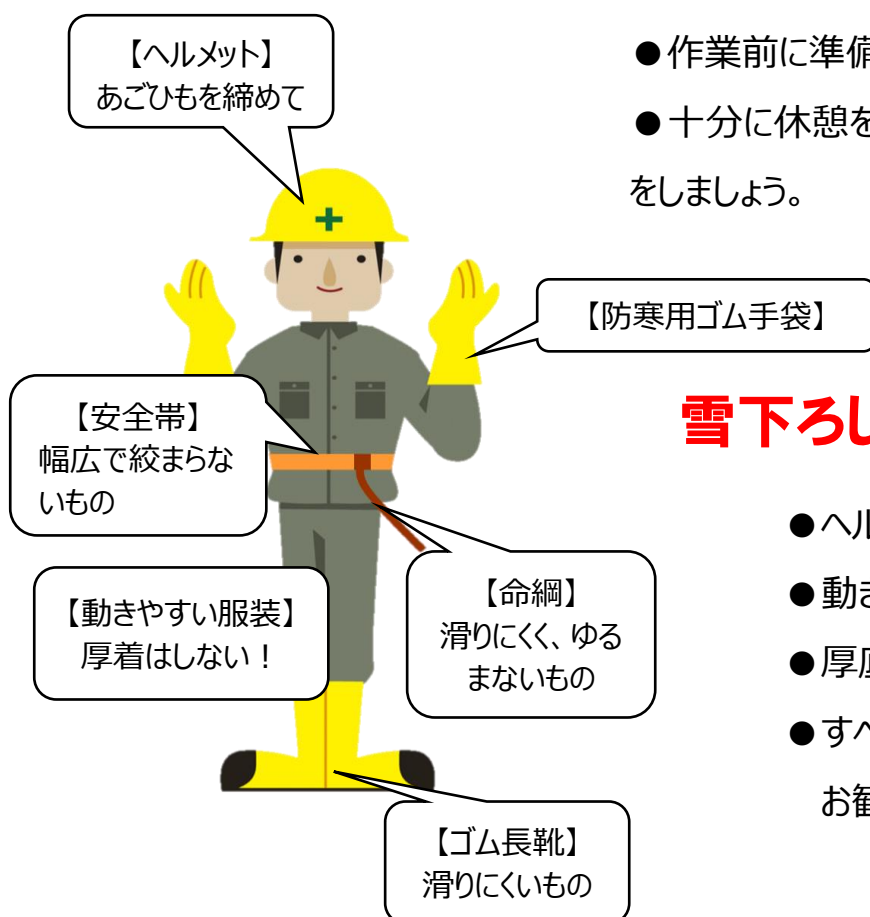 【ヘルメット】
あごひもを締めて
●作業前に準備
●十分に休憩を
をしましょう。
【防寒用ゴム手袋】
【安全帯】
幅広で絞まらな
いもの
雪下ろし
●ヘル
●動き
【命綱】
滑りにくく、ゆる
まないもの
【動きやすい服装】
厚着はしない！
●厚底
●すべ
お勧
【ゴム長靴】
滑りにくいもの